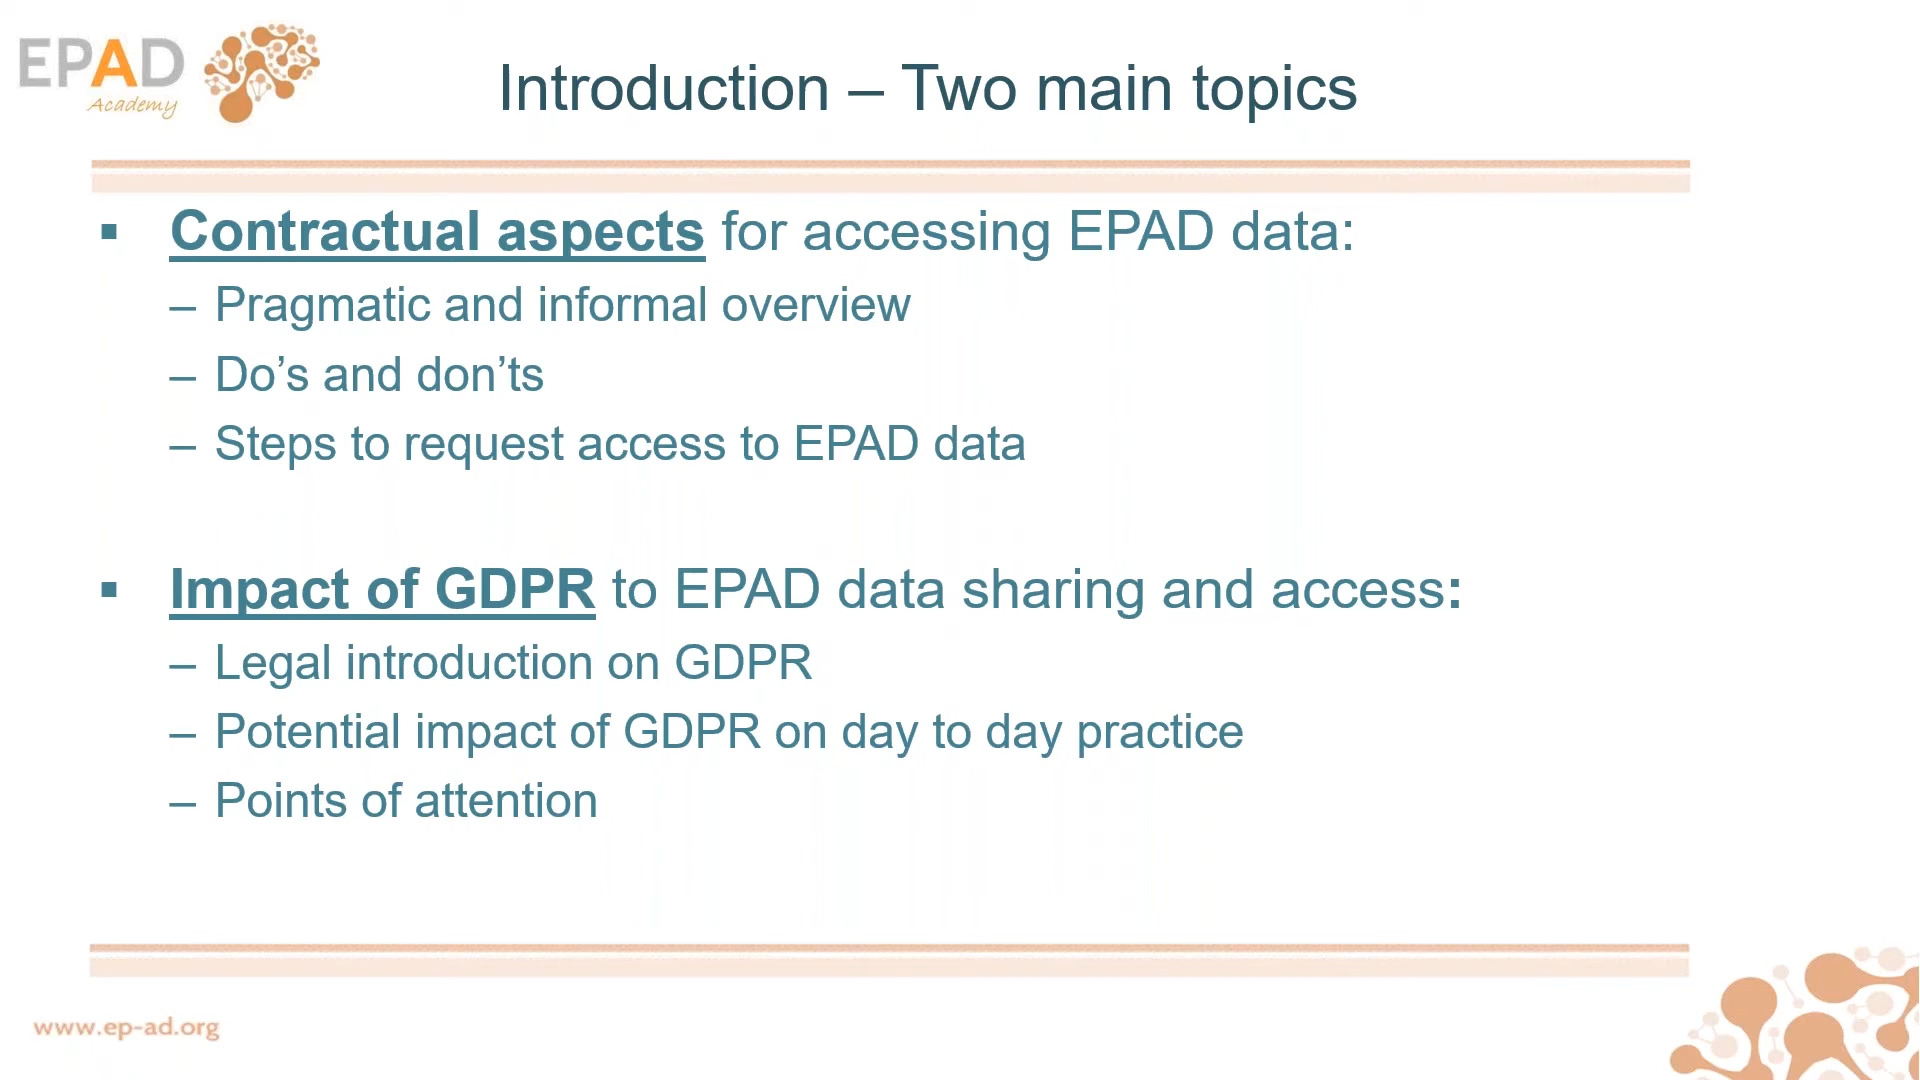 EPAD
Academy
Introduction – Two main topics
▪ Contractual aspects for accessing EPAD data:
– Pragmatic and informal overview
– Do’s and don’ts
– Steps to request access to EPAD data
▪ Impact of GDPR to EPAD data sharing and access:
– Legal introduction on GDPR
– Potential impact of GDPR on day to day practice
– Points of attention
www.ep-ad.org